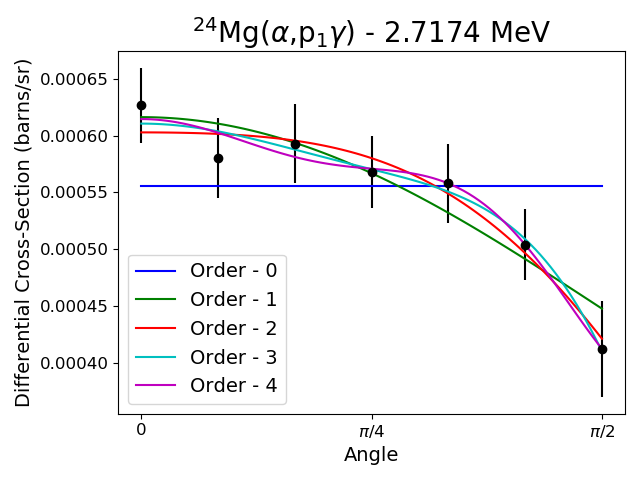 ²⁴Mg(α,p₁γ) - 2.7174 MeV
Differential Cross-Section (barns/sr)
0.00065
0.00060
0.00055
0.00050
0.00045
0.00040
Order - 0
Order - 1
Order - 2
Order - 3
Order - 4
0 π/4 π/2
Angle